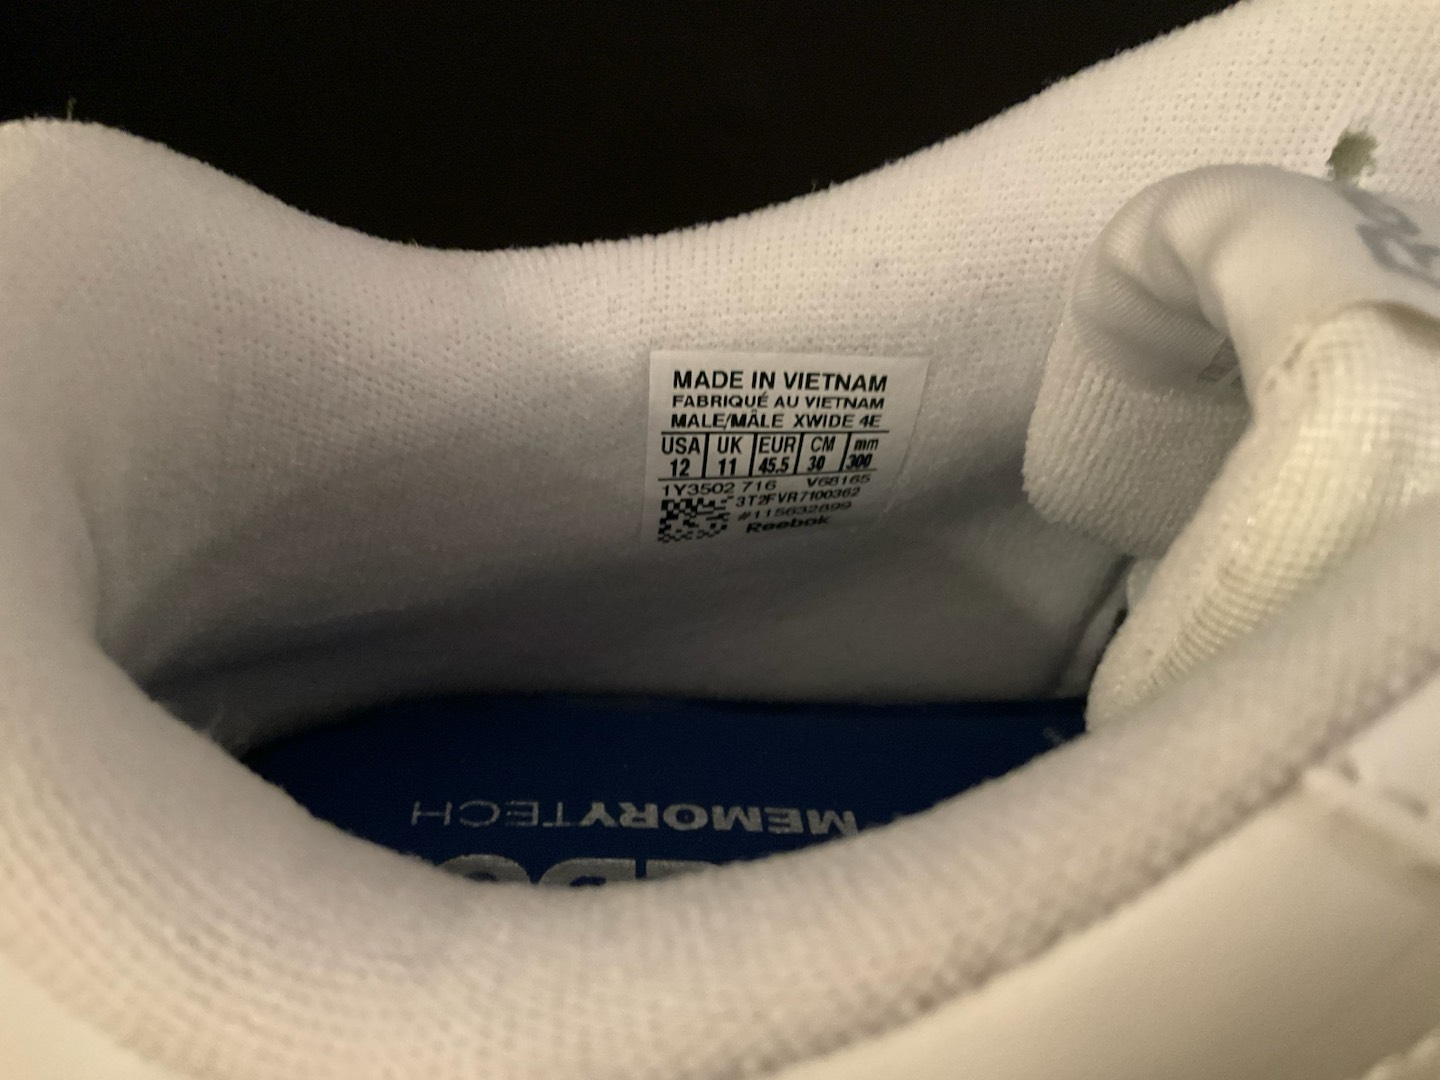 MADE IN VIETNAM
FABRIQUÉ AU VIETNAM
MALE/MÂLE XWIDE 4E
USA UK EUR CM mm
12 11 45.5 30 300
1Y3502 716 V68165
3T2FVR7100362
#115632899
Reebok
MEMORYTECH